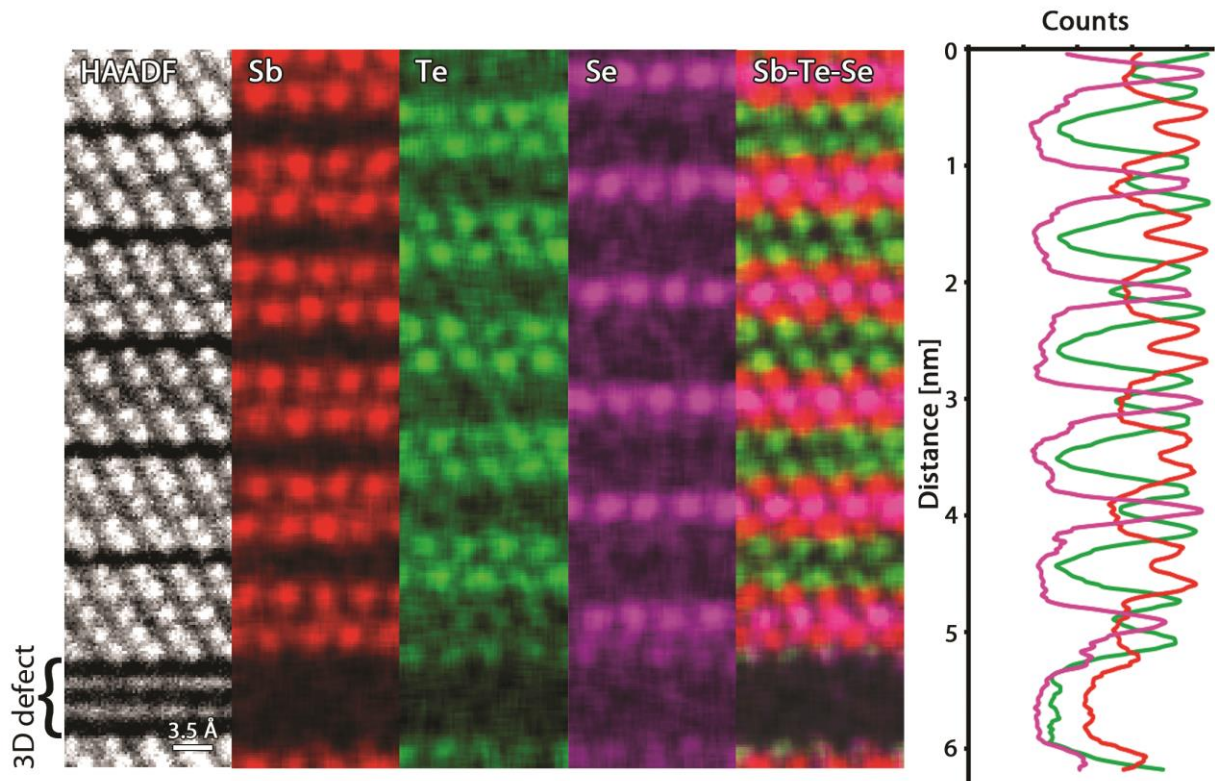 HAADF
Sb
Te
Se
Sb-Te-Se
3D defect
3.5 Å
Counts
Distance [nm]
0
1
2
3
4
5
6